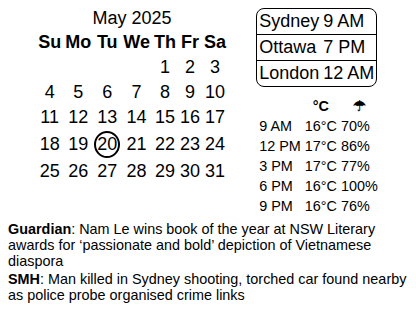 May 2025
Su Mo Tu We Th Fr Sa
1 2 3
4 5 6 7 8 9 10
11 12 13 14 15 16 17
18 19 20 21 22 23 24
25 26 27 28 29 30 31
Sydney 9 AM
Ottawa 7 PM
London 12 AM
°C ☂
9 AM 16°C 70%
12 PM 17°C 86%
3 PM 17°C 77%
6 PM 16°C 100%
9 PM 16°C 76%
Guardian: Nam Le wins book of the year at NSW Literary
awards for ‘passionate and bold’ depiction of Vietnamese
diaspora
SMH: Man killed in Sydney shooting, torched car found nearby
as police probe organised crime links